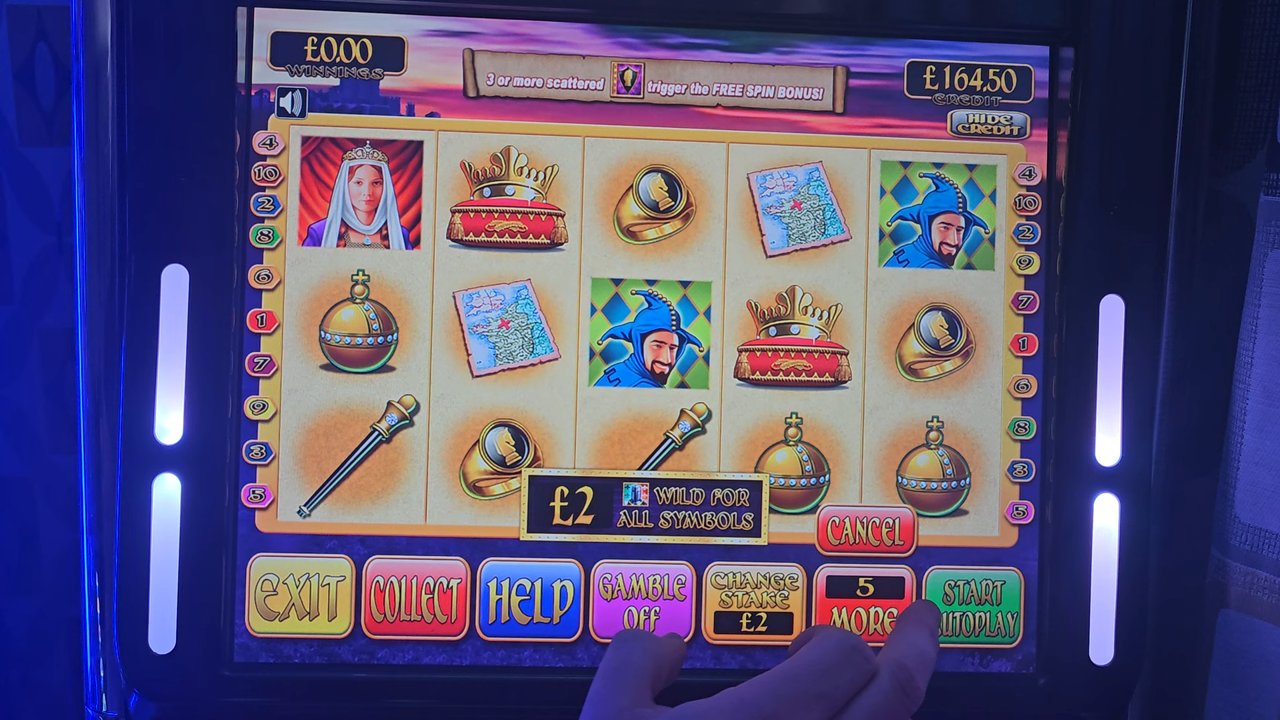 £0.00
WINNINGS
3 or more scattered trigger the FREE SPIN BONUS!
£164.50
CREDIT
HIDE
CREDIT
4
10
2
8
6
1
7
9
3
5
4
10
2
9
7
1
6
8
3
5
£2 WILD FOR
ALL SYMBOLS
CANCEL
EXIT
COLLECT
HELP
GAMBLE
OFF
CHANGE
STAKE
£2
5
MORE
START
AUTOPLAY